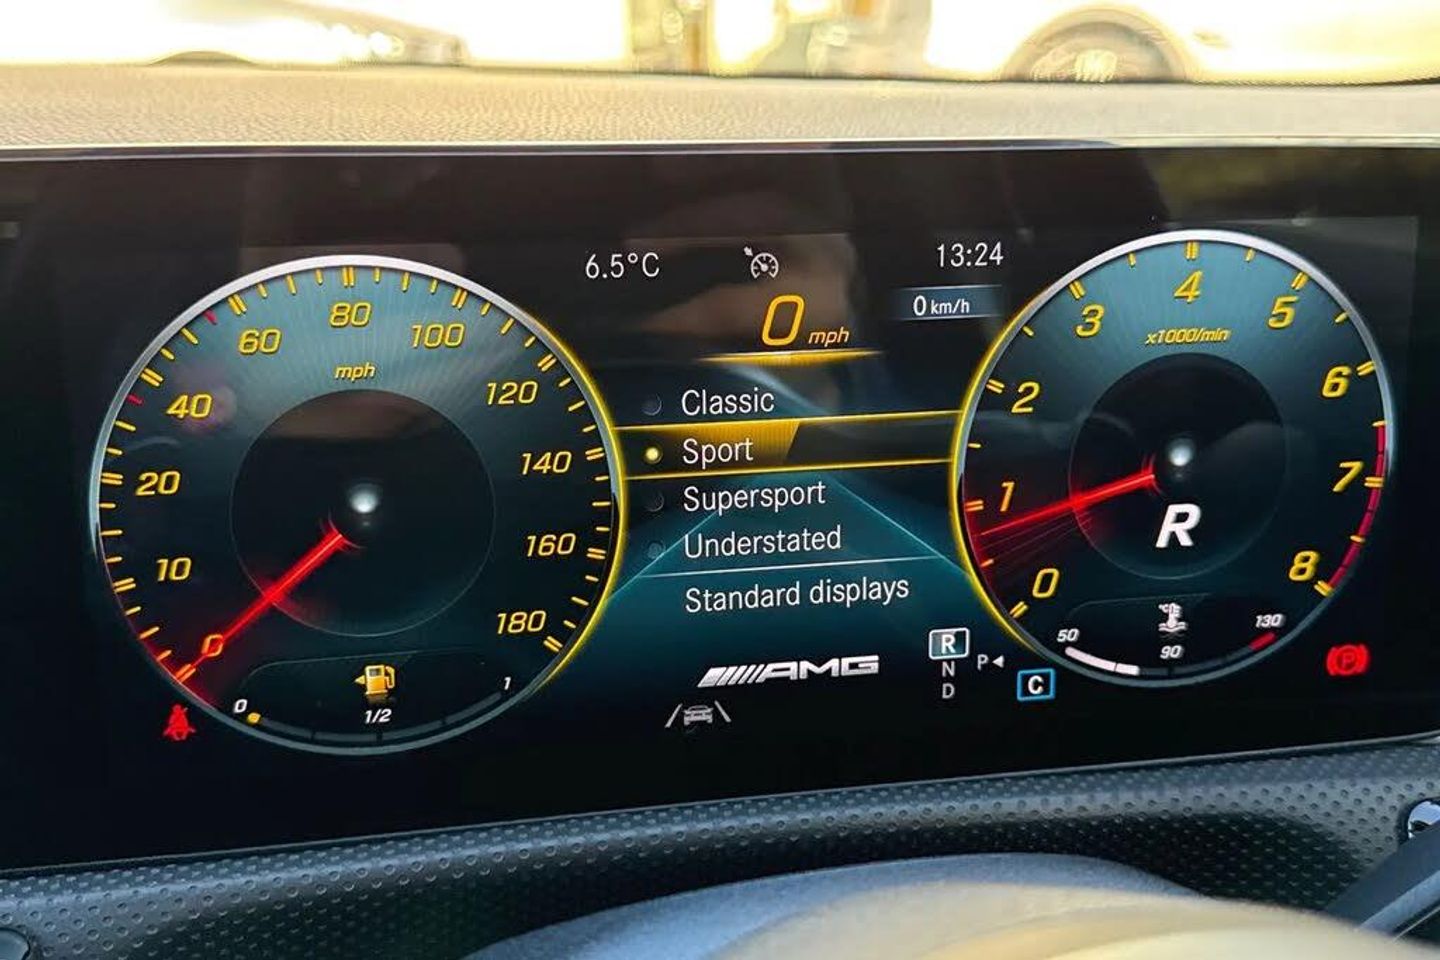 6.5°C
13:24
0 mph
0 km/h
0
10
20
40
60
80
100
120
140
160
180
mph
0
1/2
1
Classic
Sport
Supersport
Understated
Standard displays
AMG
R
N
D
P
C
0
1
2
3
4
5
6
7
8
x1000/min
R
50
°C
90
130
P